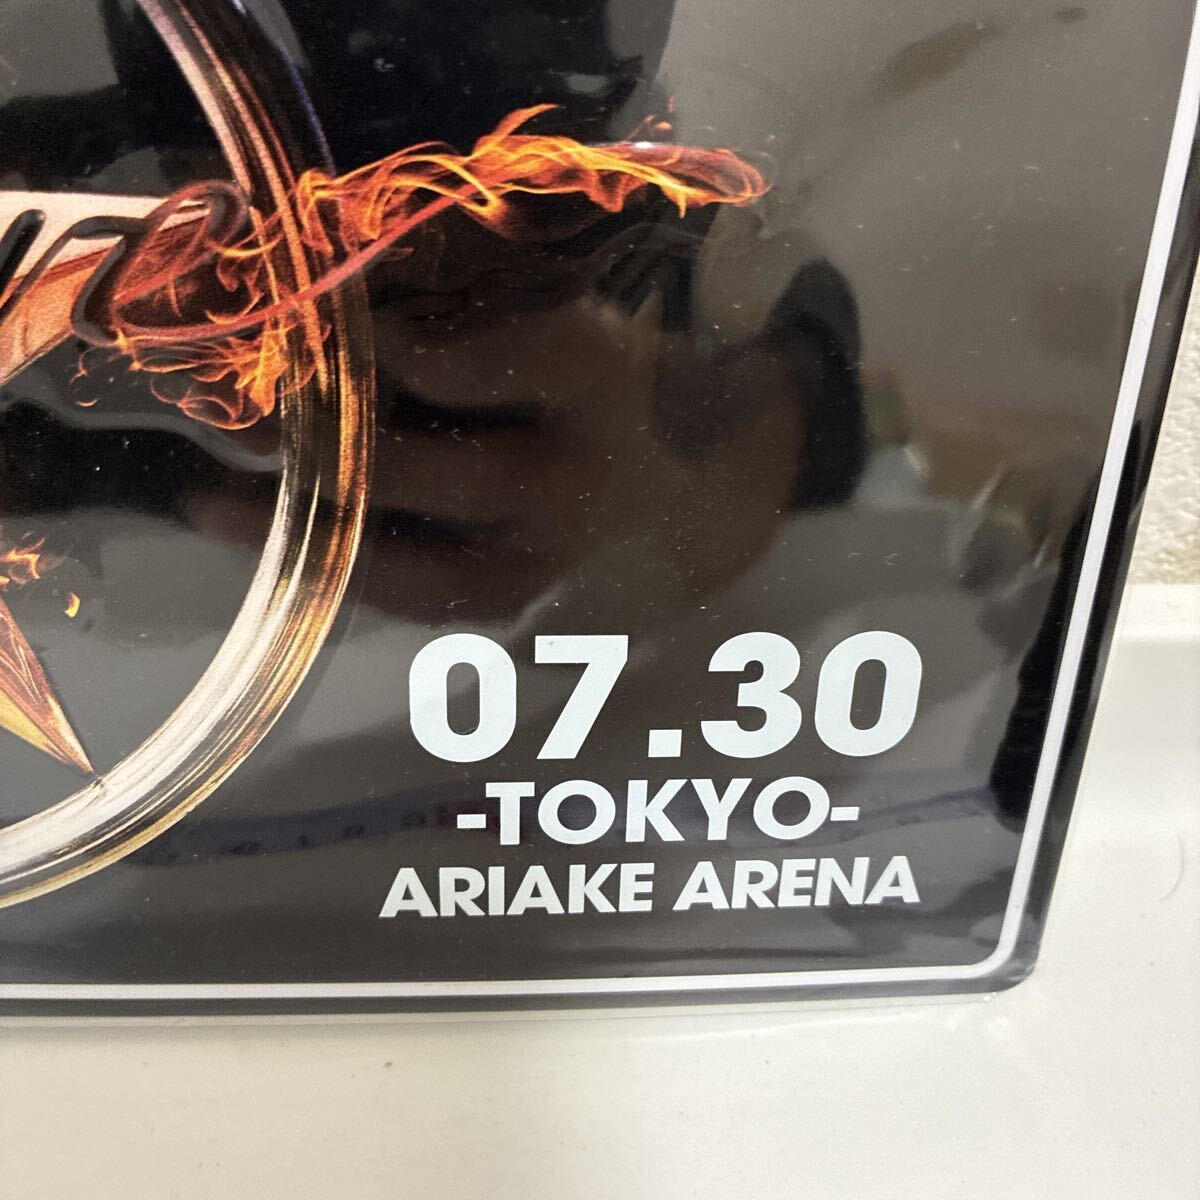 07.30
-TOKYO-
ARIAKE ARENA